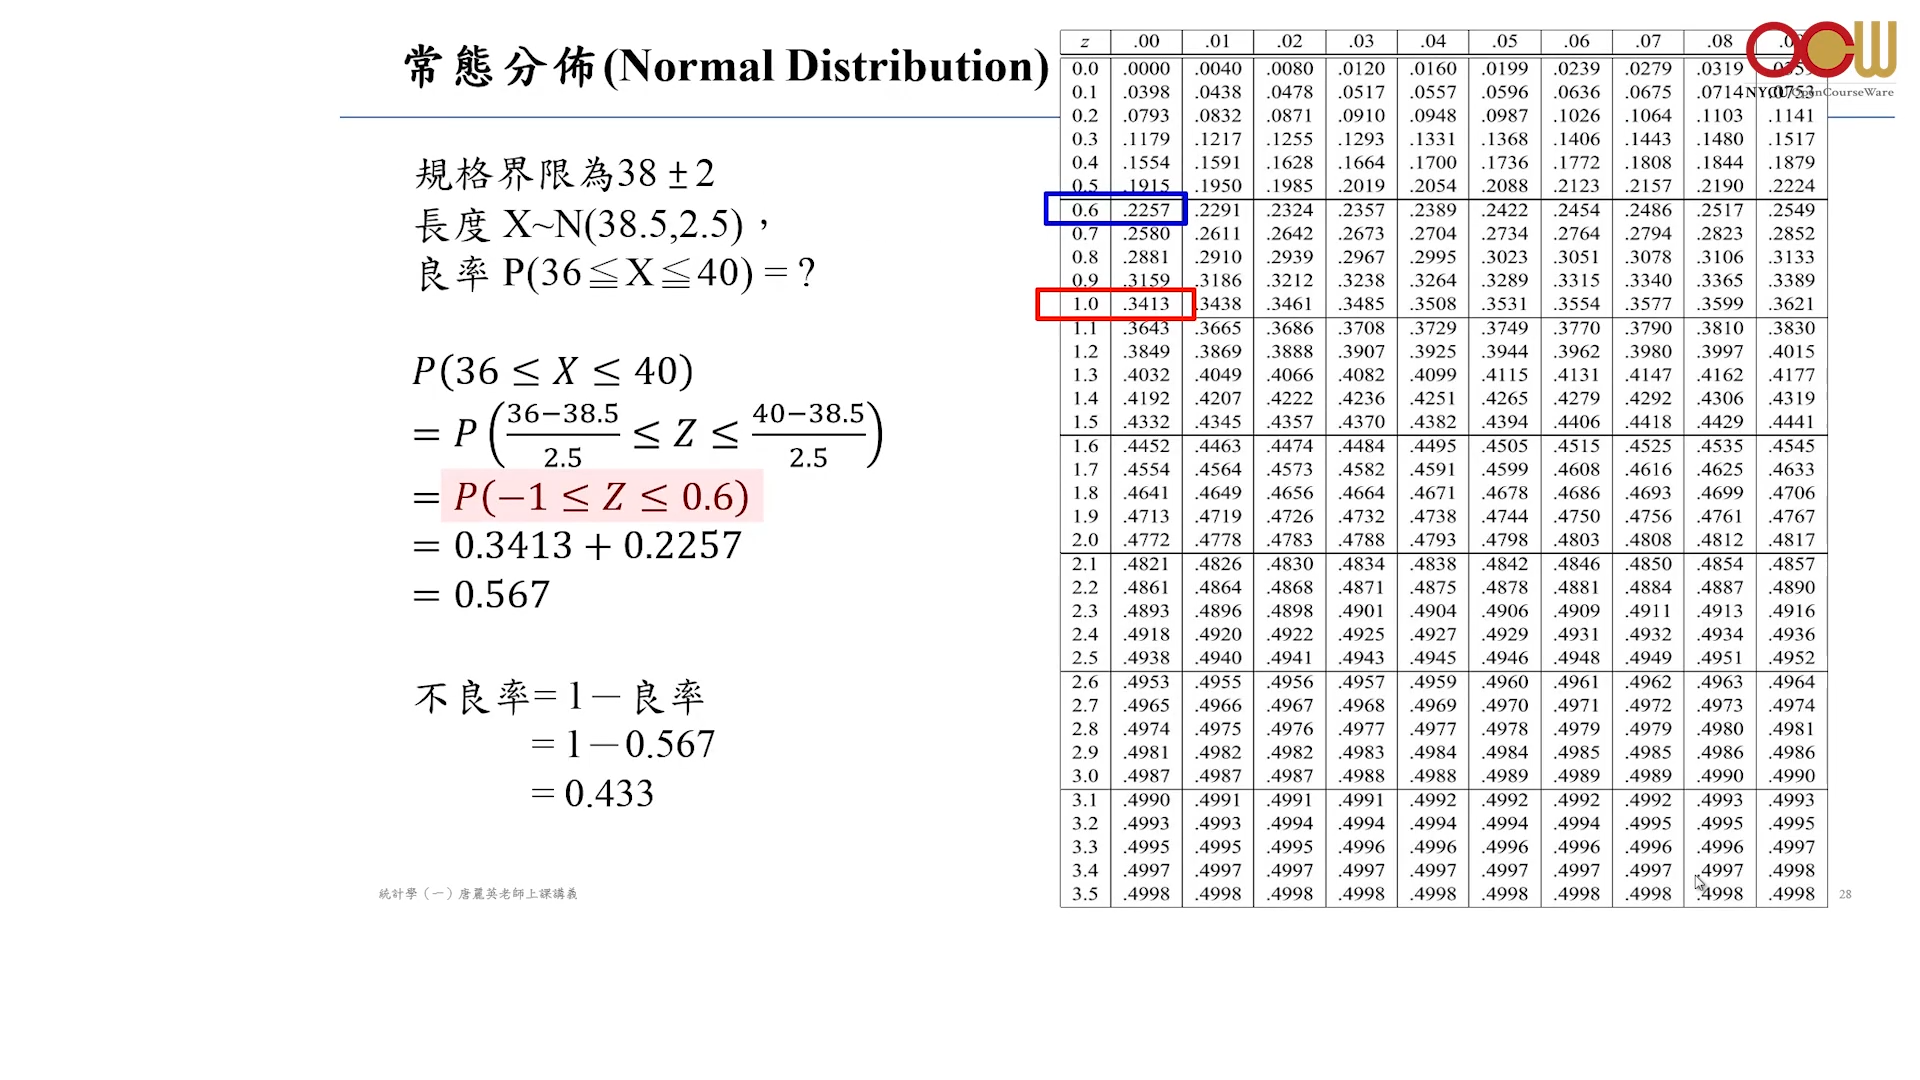 常態分佈(Normal Distribution)
規格界限為38 ± 2
長度 X~N(38.5,2.5)，
良率 P(36≦X≦40) = ?
P(36 ≤ X ≤ 40)
= P((36−38.5)/2.5 ≤ Z ≤ (40−38.5)/2.5)
= P(−1 ≤ Z ≤ 0.6)
= 0.3413 + 0.2257
= 0.567
不良率= 1－良率
= 1－0.567
= 0.433
z .00 .01 .02 .03 .04 .05 .06 .07 .08
0.0 .0000 .0040 .0080 .0120 .0160 .0199 .0239 .0279 .0319
0.1 .0398 .0438 .0478 .0517 .0557 .0596 .0636 .0675 .0714 .0753
0.2 .0793 .0832 .0871 .0910 .0948 .0987 .1026 .1064 .1103 .1141
0.3 .1179 .1217 .1255 .1293 .1331 .1368 .1406 .1443 .1480 .1517
0.4 .1554 .1591 .1628 .1664 .1700 .1736 .1772 .1808 .1844 .1879
0.5 .1915 .1950 .1985 .2019 .2054 .2088 .2123 .2157 .2190 .2224
0.6 .2257 .2291 .2324 .2357 .2389 .2422 .2454 .2486 .2517 .2549
0.7 .2580 .2611 .2642 .2673 .2704 .2734 .2764 .2794 .2823 .2852
0.8 .2881 .2910 .2939 .2967 .2995 .3023 .3051 .3078 .3106 .3133
0.9 .3159 .3186 .3212 .3238 .3264 .3289 .3315 .3340 .3365 .3389
1.0 .3413 .3438 .3461 .3485 .3508 .3531 .3554 .3577 .3599 .3621
1.1 .3643 .3665 .3686 .3708 .3729 .3749 .3770 .3790 .3810 .3830
1.2 .3849 .3869 .3888 .3907 .3925 .3944 .3962 .3980 .3997 .4015
1.3 .4032 .4049 .4066 .4082 .4099 .4115 .4131 .4147 .4162 .4177
1.4 .4192 .4207 .4222 .4236 .4251 .4265 .4279 .4292 .4306 .4319
1.5 .4332 .4345 .4357 .4370 .4382 .4394 .4406 .4418 .4429 .4441
1.6 .4452 .4463 .4474 .4484 .4495 .4505 .4515 .4525 .4535 .4545
1.7 .4554 .4564 .4573 .4582 .4591 .4599 .4608 .4616 .4625 .4633
1.8 .4641 .4649 .4656 .4664 .4671 .4678 .4686 .4693 .4699 .4706
1.9 .4713 .4719 .4726 .4732 .4738 .4744 .4750 .4756 .4761 .4767
2.0 .4772 .4778 .4783 .4788 .4793 .4798 .4803 .4808 .4812 .4817
2.1 .4821 .4826 .4830 .4834 .4838 .4842 .4846 .4850 .4854 .4857
2.2 .4861 .4864 .4868 .4871 .4875 .4878 .4881 .4884 .4887 .4890
2.3 .4893 .4896 .4898 .4901 .4904 .4906 .4909 .4911 .4913 .4916
2.4 .4918 .4920 .4922 .4925 .4927 .4929 .4931 .4932 .4934 .4936
2.5 .4938 .4940 .4941 .4943 .4945 .4946 .4948 .4949 .4951 .4952
2.6 .4953 .4955 .4956 .4957 .4959 .4960 .4961 .4962 .4963 .4964
2.7 .4965 .4966 .4967 .4968 .4969 .4970 .4971 .4972 .4973 .4974
2.8 .4974 .4975 .4976 .4977 .4977 .4978 .4979 .4979 .4980 .4981
2.9 .4981 .4982 .4982 .4983 .4984 .4984 .4985 .4985 .4986 .4986
3.0 .4987 .4987 .4987 .4988 .4988 .4989 .4989 .4989 .4990 .4990
3.1 .4990 .4991 .4991 .4991 .4992 .4992 .4992 .4992 .4993 .4993
3.2 .4993 .4993 .4994 .4994 .4994 .4994 .4994 .4995 .4995 .4995
3.3 .4995 .4995 .4995 .4996 .4996 .4996 .4996 .4996 .4996 .4997
3.4 .4997 .4997 .4997 .4997 .4997 .4997 .4997 .4997 .4997 .4998
3.5 .4998 .4998 .4998 .4998 .4998 .4998 .4998 .4998 .4998 .4998
OCW
OpenCourseWare
統計學（一）唐麗英老師上課講義
28